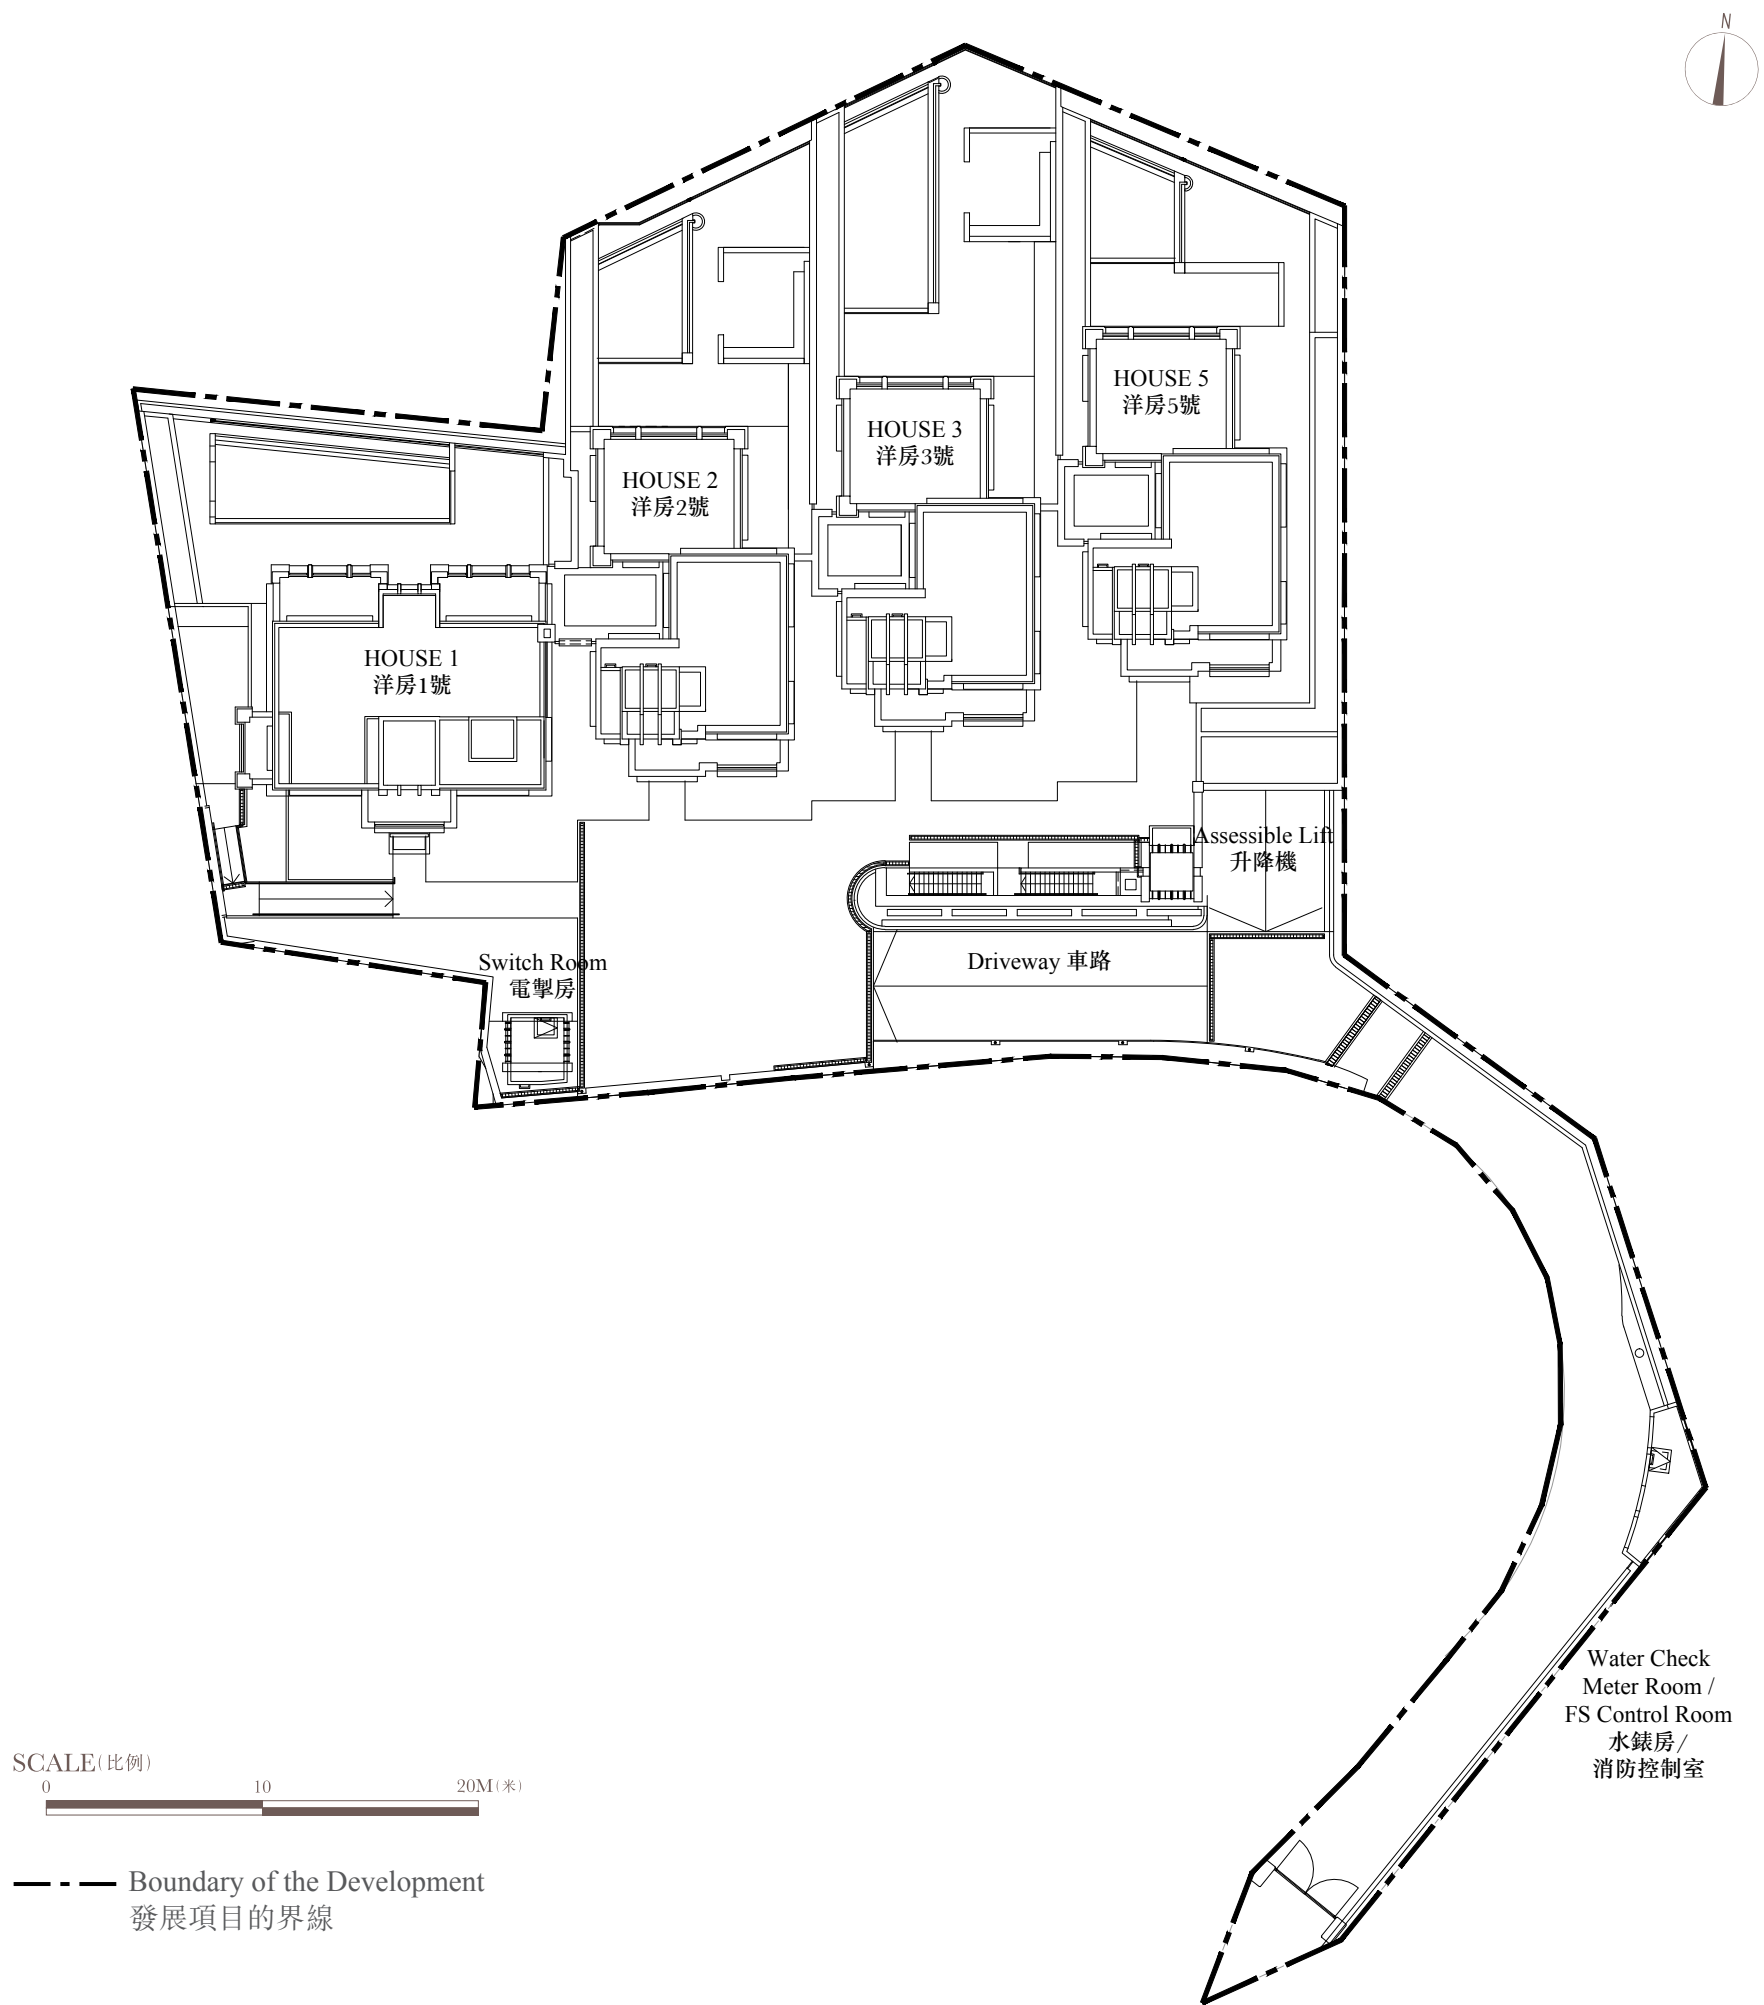 N
HOUSE 5
洋房5號
HOUSE 3
洋房3號
HOUSE 2
洋房2號
HOUSE 1
洋房1號
Assessible Lift
升降機
Switch Room
電掣房
Driveway 車路
Water Check
Meter Room /
FS Control Room
水錶房/
消防控制室
SCALE(比例)
0 10 20M(米)
Boundary of the Development
發展項目的界線